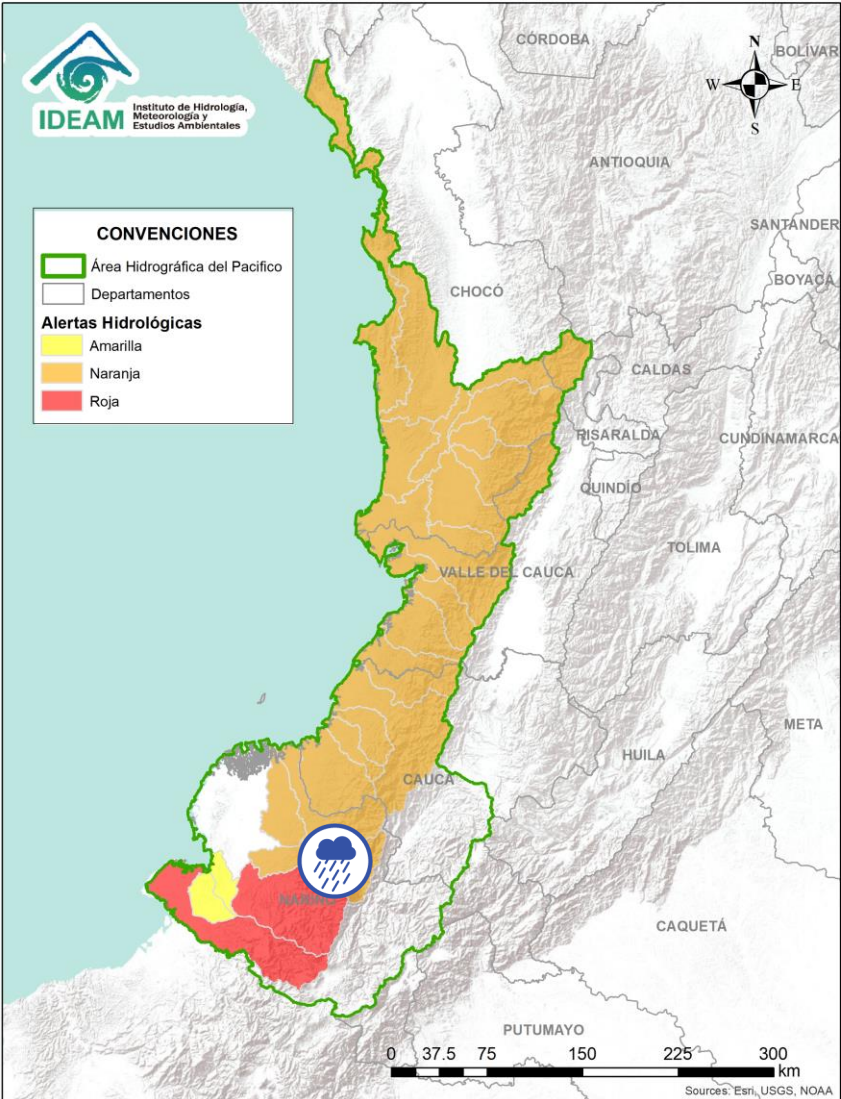 IDEAM
Instituto de Hidrología,
Meteorología y
Estudios Ambientales
N
W
E
S
CÓRDOBA
BOLÍVAR
ANTIOQUIA
SANTANDER
BOYACÁ
CHOCÓ
CALDAS
RISARALDA
CUNDINAMARCA
QUINDÍO
TOLIMA
VALLE DEL CAUCA
META
HUILA
CAUCA
NARIÑO
CAQUETÁ
PUTUMAYO
CONVENCIONES
Área Hidrográfica del Pacifico
Departamentos
Alertas Hidrológicas
Amarilla
Naranja
Roja
0 37.5 75 150 225 300
km
Sources: Esri, USGS, NOAA